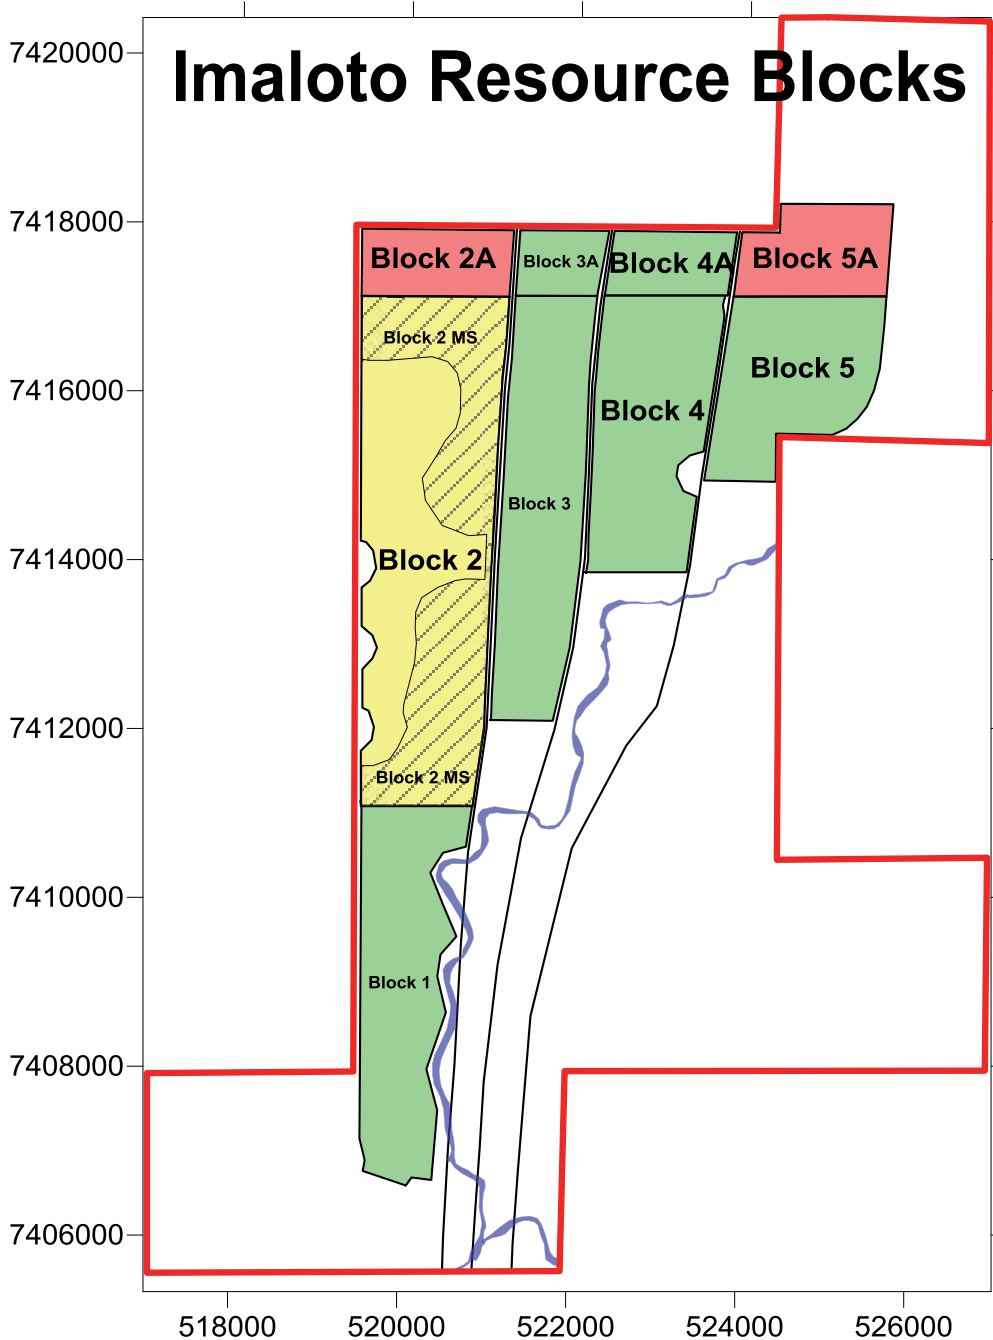 Imaloto Resource Blocks
7420000
7418000
7416000
7414000
7412000
7410000
7408000
7406000
Block 2A
Block 3A
Block 4A
Block 5A
Block 2 MS
Block 5
Block 4
Block 3
Block 2
Block 2 MS
Block 1
518000
520000
522000
524000
526000